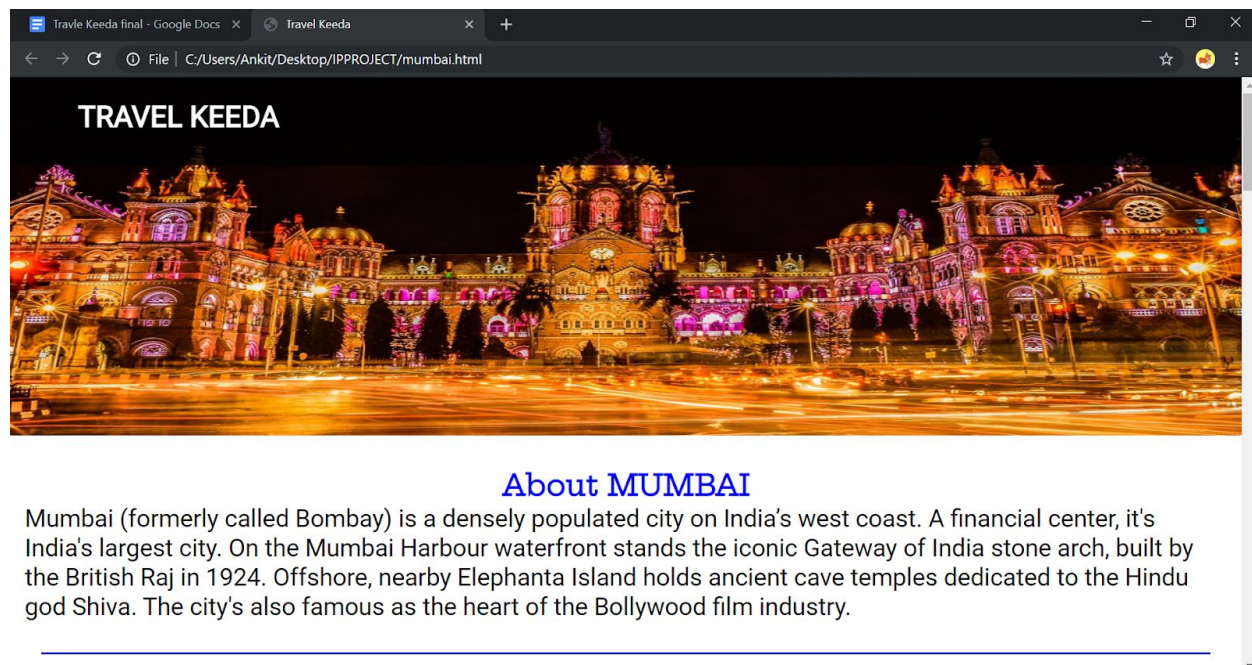 Travle Keeda final - Google Docs
Travel Keeda
File
C:/Users/Ankit/Desktop/IPPROJECT/mumbai.html
TRAVEL KEEDA
About MUMBAI
Mumbai (formerly called Bombay) is a densely populated city on India’s west coast. A financial center, it's
India's largest city. On the Mumbai Harbour waterfront stands the iconic Gateway of India stone arch, built by
the British Raj in 1924. Offshore, nearby Elephanta Island holds ancient cave temples dedicated to the Hindu
god Shiva. The city's also famous as the heart of the Bollywood film industry.